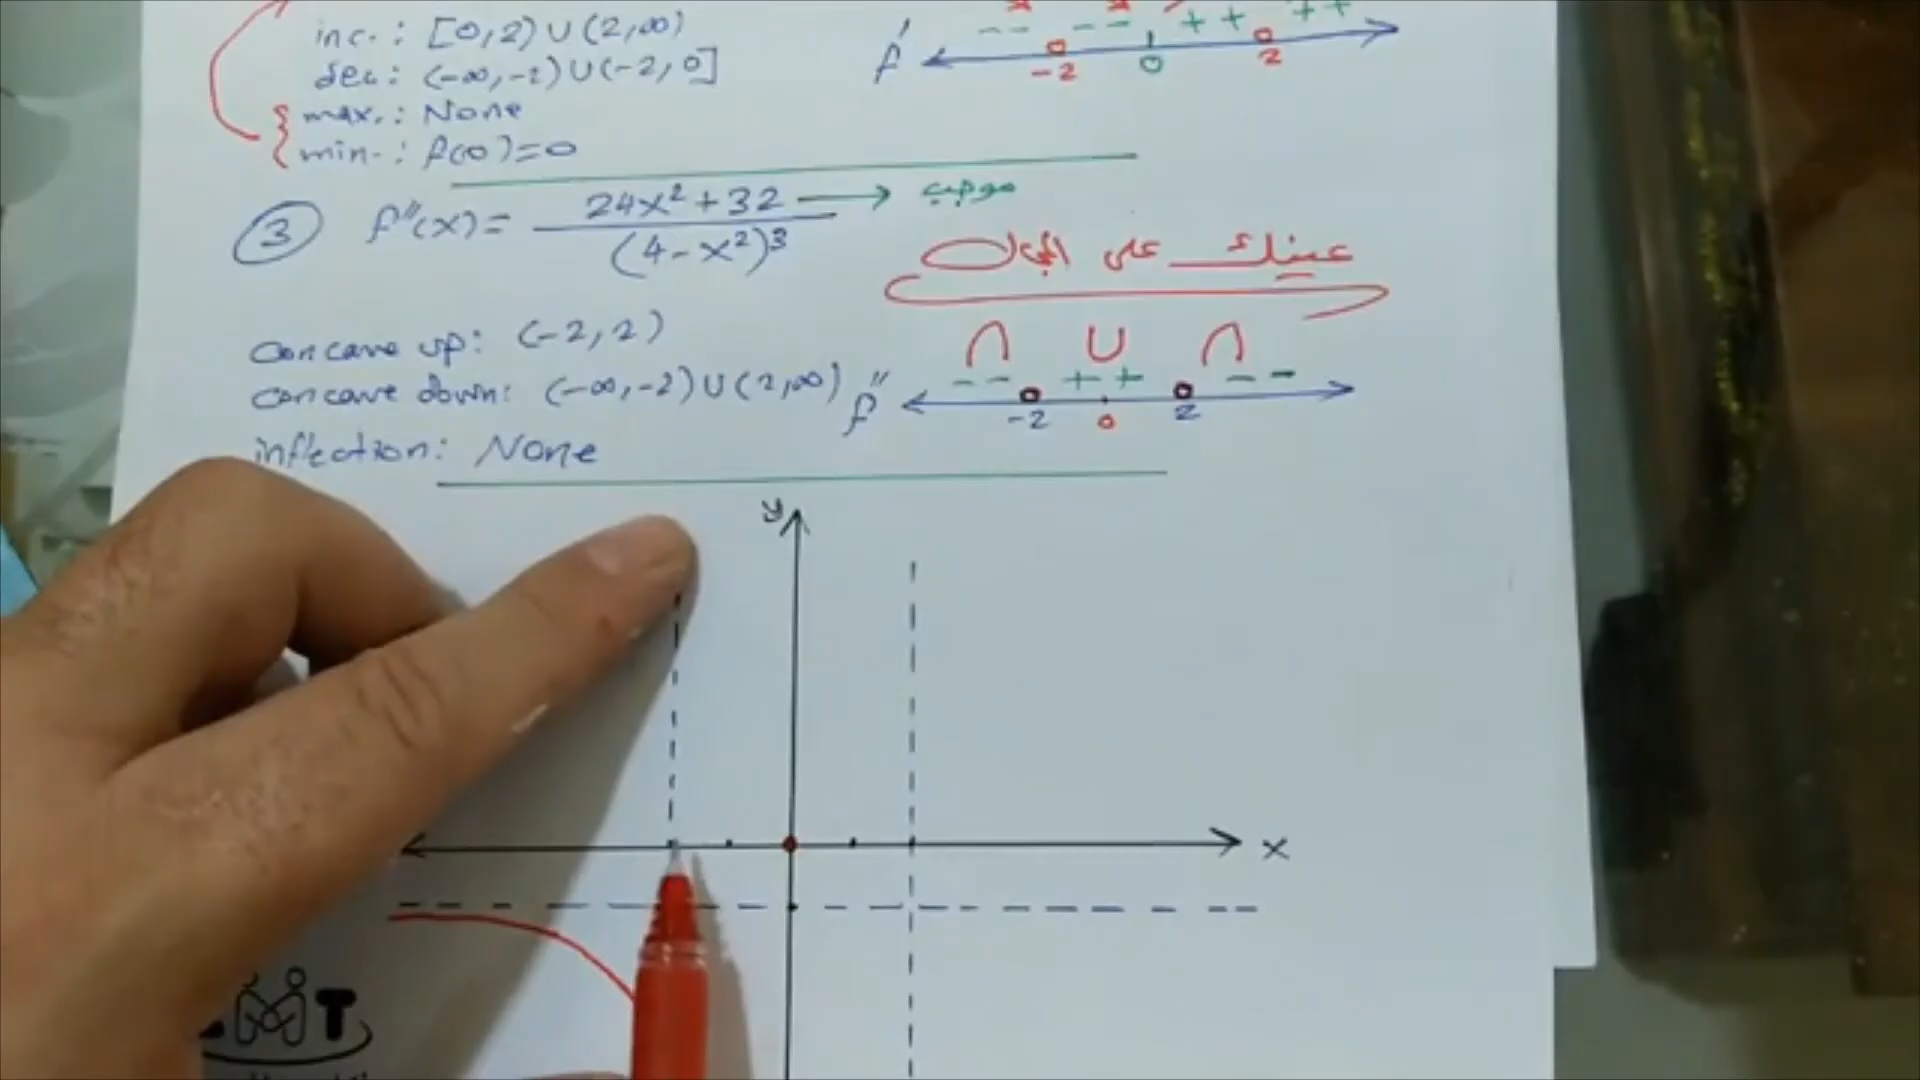 inc. : [0,2) ∪ (2,∞)
dec : (-∞,-2) ∪ (-2, 0]
max. : None
min. : f(0)=0
f'
-- -- ++ ++
-2 0 2
3 f''(x) = 24x²+32 / (4-x²)³ → موجب
عينك على المجال
concave up: (-2,2)
concave down: (-∞,-2)∪(2,∞)
inflection: None
∩ ∪ ∩
f'' -- ++ --
-2 0 2
y
x